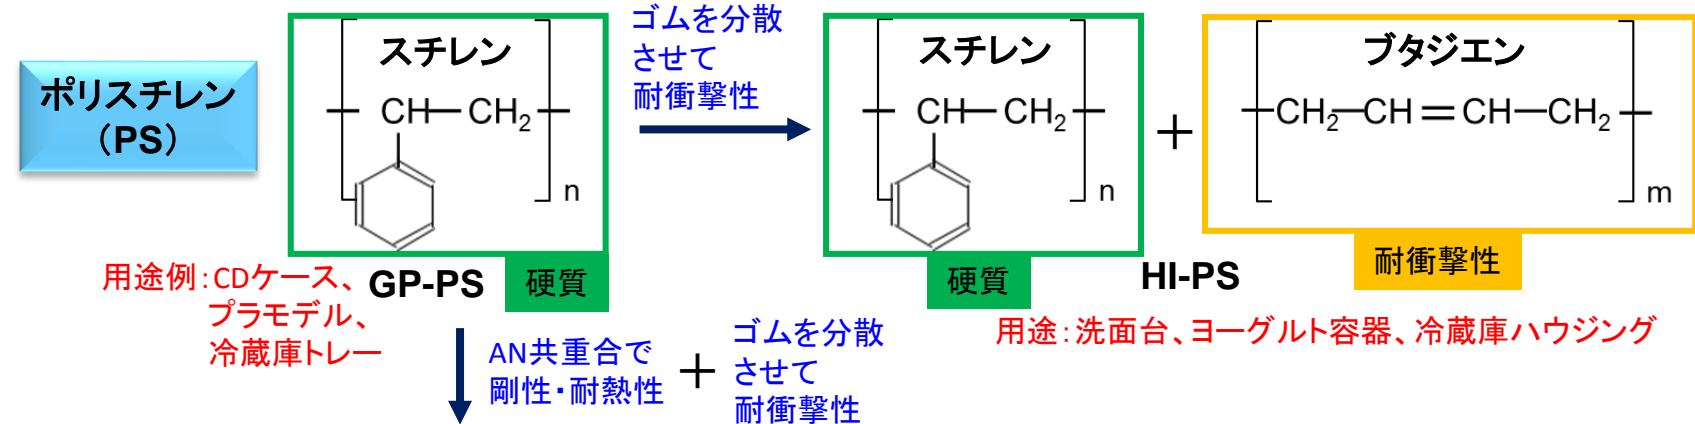 ポリスチレン
（PS）
スチレン
CH—CH2
n
GP-PS
硬質
用途例：CDケース、
プラモデル、
冷蔵庫トレー
ゴムを分散
させて
耐衝撃性
スチレン
CH—CH2
n
硬質
+
ブタジエン
CH2—CH=CH—CH2
m
耐衝撃性
HI-PS
用途：洗面台、ヨーグルト容器、冷蔵庫ハウジング
AN共重合で
剛性・耐熱性
+
ゴムを分散
させて
耐衝撃性